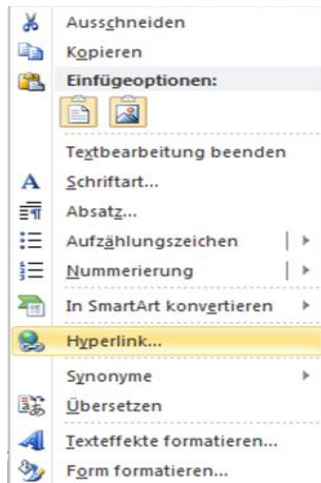 Ausschneiden
Kopieren
Einfügeoptionen:
Textbearbeitung beenden
Schriftart...
Absatz...
Aufzählungszeichen
Nummerierung
In SmartArt konvertieren
Hyperlink...
Synonyme
Übersetzen
Texteffekte formatieren...
Form formatieren...